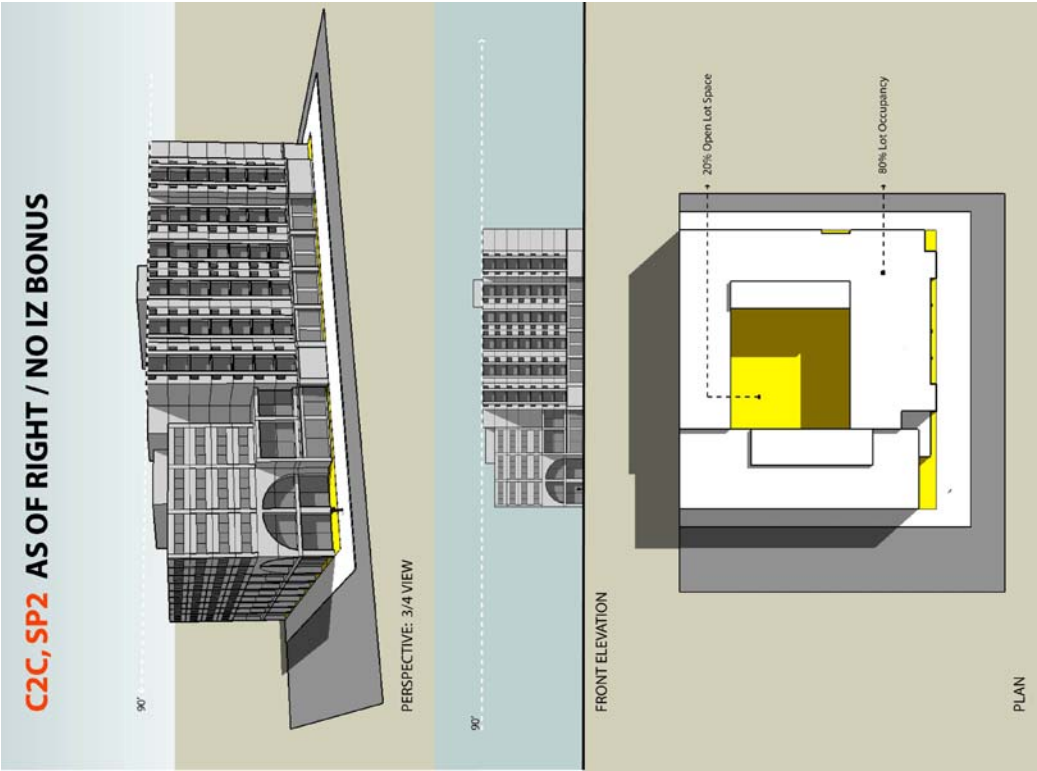 C2C, SP2 AS OF RIGHT / NO IZ BONUS
90'
PERSPECTIVE: 3/4 VIEW
90'
FRONT ELEVATION
20% Open Lot Space
80% Lot Occupancy
PLAN